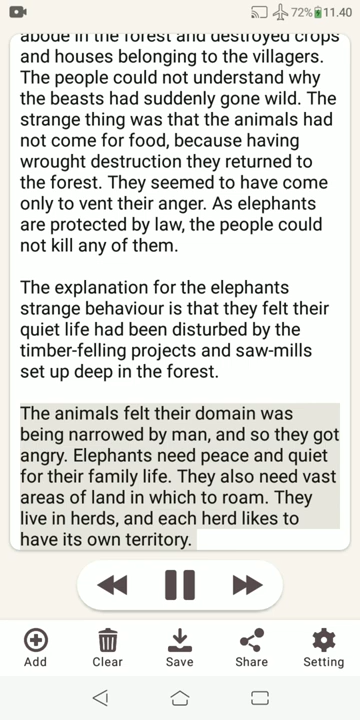 72% 11.40
abode in the forest and destroyed crops
and houses belonging to the villagers.
The people could not understand why
the beasts had suddenly gone wild. The
strange thing was that the animals had
not come for food, because having
wrought destruction they returned to
the forest. They seemed to have come
only to vent their anger. As elephants
are protected by law, the people could
not kill any of them.
The explanation for the elephants
strange behaviour is that they felt their
quiet life had been disturbed by the
timber-felling projects and saw-mills
set up deep in the forest.
The animals felt their domain was
being narrowed by man, and so they got
angry. Elephants need peace and quiet
for their family life. They also need vast
areas of land in which to roam. They
live in herds, and each herd likes to
have its own territory.
Add Clear Save Share Setting